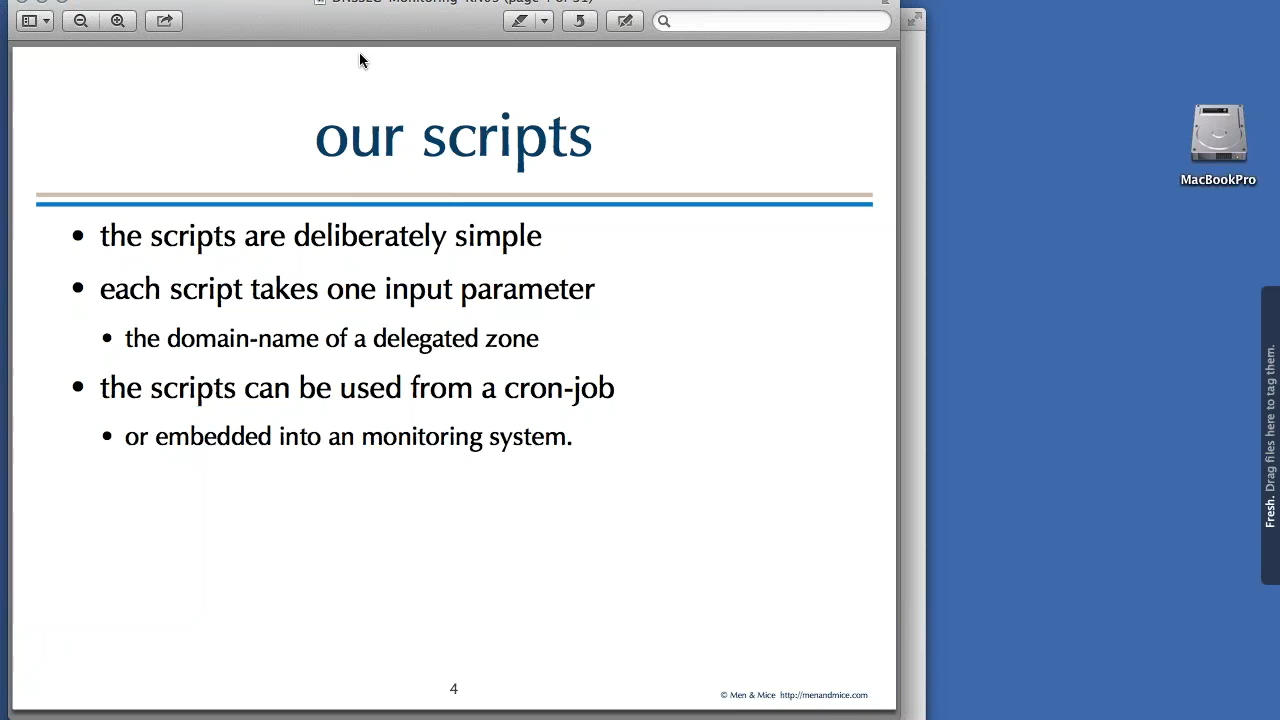 our scripts
• the scripts are deliberately simple
• each script takes one input parameter
• the domain-name of a delegated zone
• the scripts can be used from a cron-job
• or embedded into an monitoring system.
4
© Men & Mice http://menandmice.com
MacBookPro
Fresh. Drag files here to tag them.